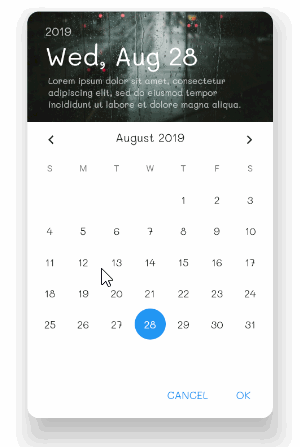 2019
Wed, Aug 28
Lorem ipsum dolor sit amet, consectetur
adipiscing elit, sed do eiusmod tempor
incididunt ut labore et dolore magna aliqua.
August 2019
S M T W T F S
1 2 3
4 5 6 7 8 9 10
11 12 13 14 15 16 17
18 19 20 21 22 23 24
25 26 27 28 29 30 31
CANCEL OK